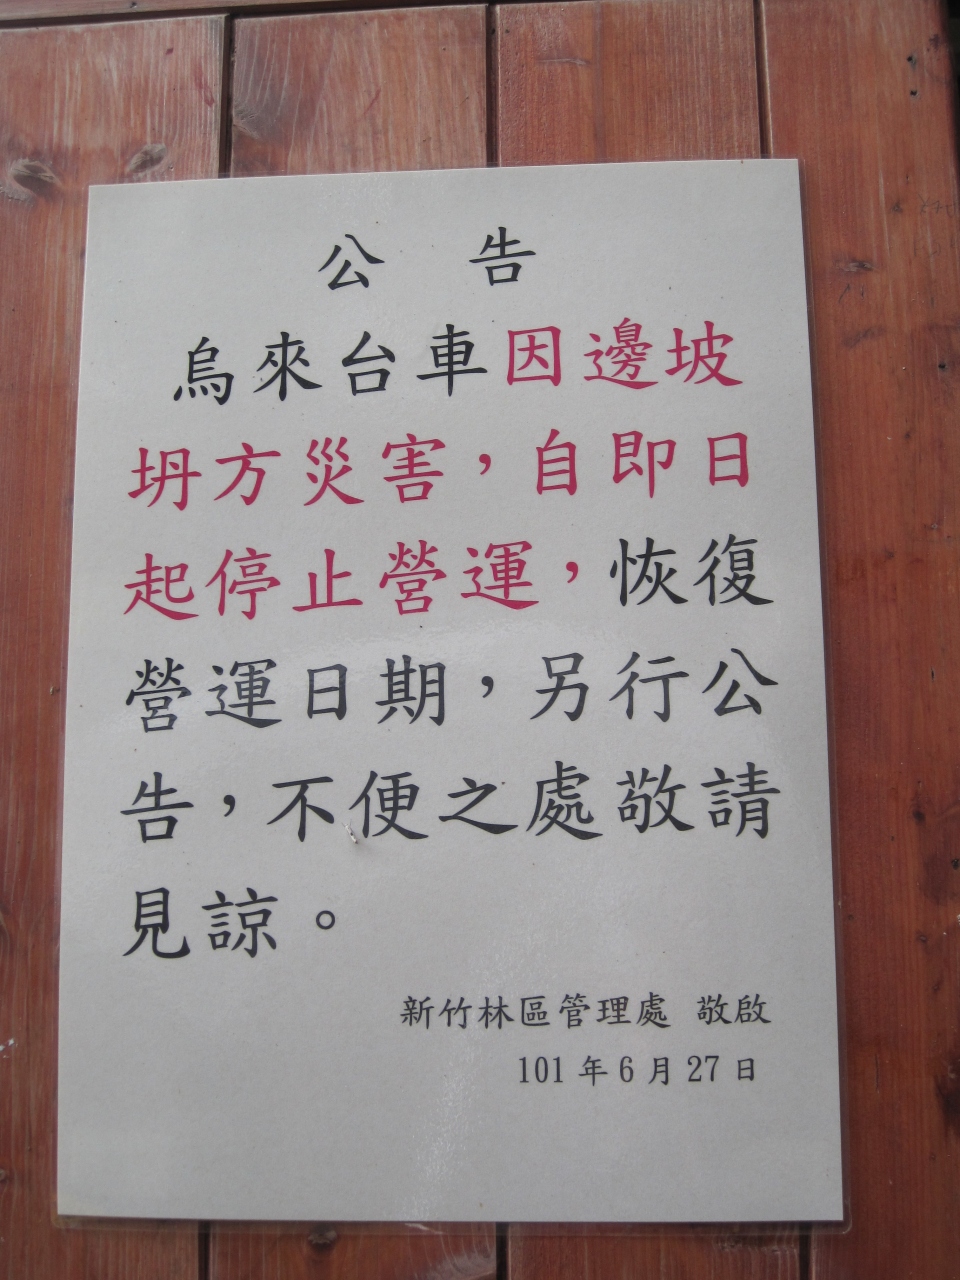 公 告
烏來台車因邊坡
坍方災害，自即日
起停止營運，恢復
營運日期，另行公
告，不便之處敬請
見諒。
新竹林區管理處 敬啟
101 年 6 月 27 日